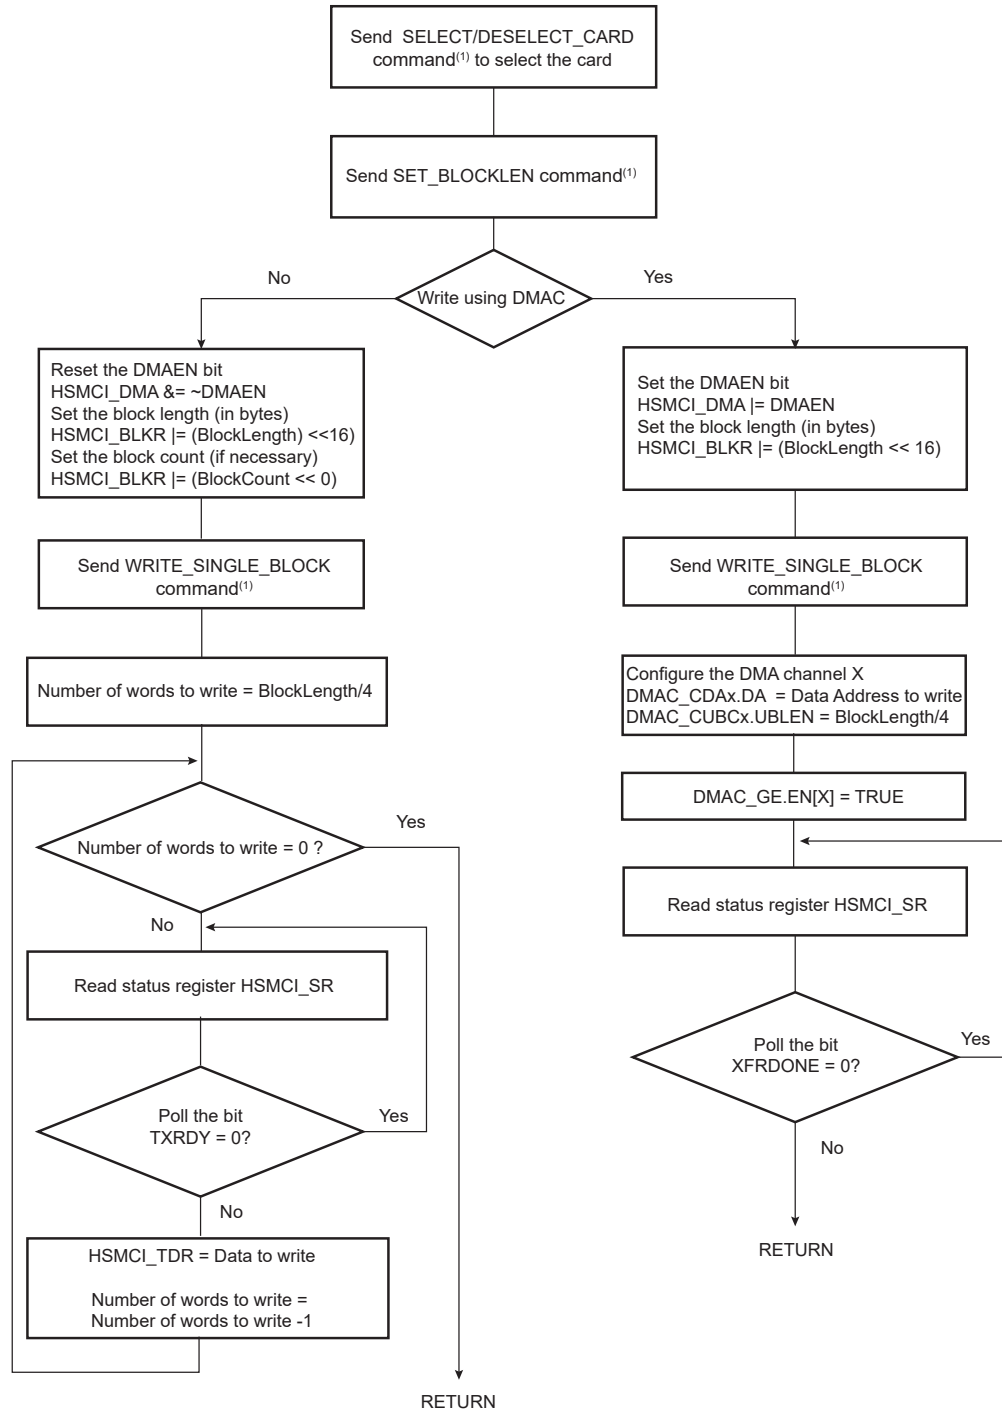 Send SELECT/DESELECT_CARD
command(1) to select the card
Send SET_BLOCKLEN command(1)
No
Yes
Write using DMAC
Reset the DMAEN bit
HSMCI_DMA &= ~DMAEN
Set the block length (in bytes)
HSMCI_BLKR |= (BlockLength) <<16)
Set the block count (if necessary)
HSMCI_BLKR |= (BlockCount << 0)
Send WRITE_SINGLE_BLOCK
command(1)
Number of words to write = BlockLength/4
Number of words to write = 0 ?
Yes
No
Read status register HSMCI_SR
Poll the bit
TXRDY = 0?
Yes
No
HSMCI_TDR = Data to write
Number of words to write =
Number of words to write -1
RETURN
Set the DMAEN bit
HSMCI_DMA |= DMAEN
Set the block length (in bytes)
HSMCI_BLKR |= (BlockLength << 16)
Send WRITE_SINGLE_BLOCK
command(1)
Configure the DMA channel X
DMAC_CDAx.DA = Data Address to write
DMAC_CUBCx.UBLEN = BlockLength/4
DMAC_GE.EN[X] = TRUE
Read status register HSMCI_SR
Poll the bit
XFRDONE = 0?
Yes
No
RETURN